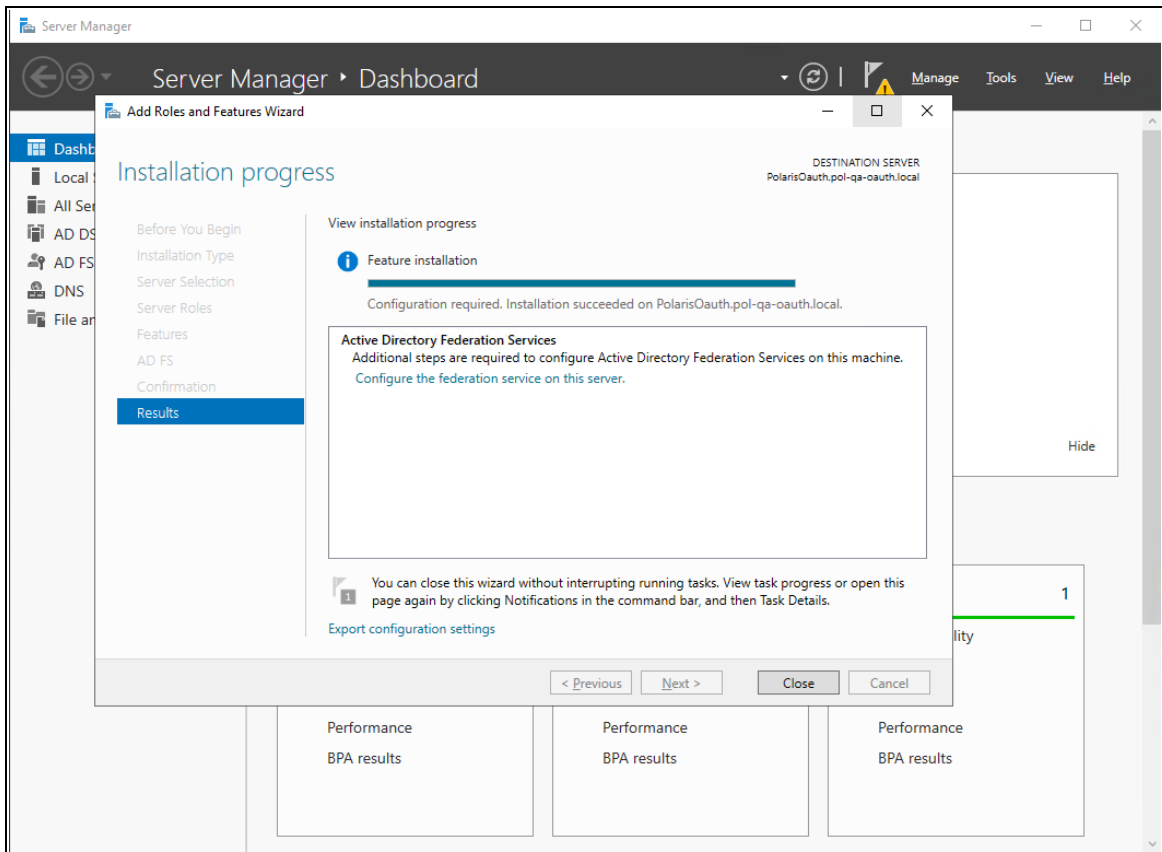 Server Manager
Server Manager • Dashboard
Manage Tools View Help
Add Roles and Features Wizard
Dashb
Local
All Ser
AD DS
AD FS
DNS
File an
Installation progress
DESTINATION SERVER
PolarisOauth.pol-qa-oauth.local
Before You Begin
Installation Type
Server Selection
Server Roles
Features
AD FS
Confirmation
Results
View installation progress
Feature installation
Configuration required. Installation succeeded on PolarisOauth.pol-qa-oauth.local.
Active Directory Federation Services
Additional steps are required to configure Active Directory Federation Services on this machine.
Configure the federation service on this server.
1
You can close this wizard without interrupting running tasks. View task progress or open this
page again by clicking Notifications in the command bar, and then Task Details.
Export configuration settings
< Previous Next > Close Cancel
Hide
1
lity
Performance Performance Performance
BPA results BPA results BPA results